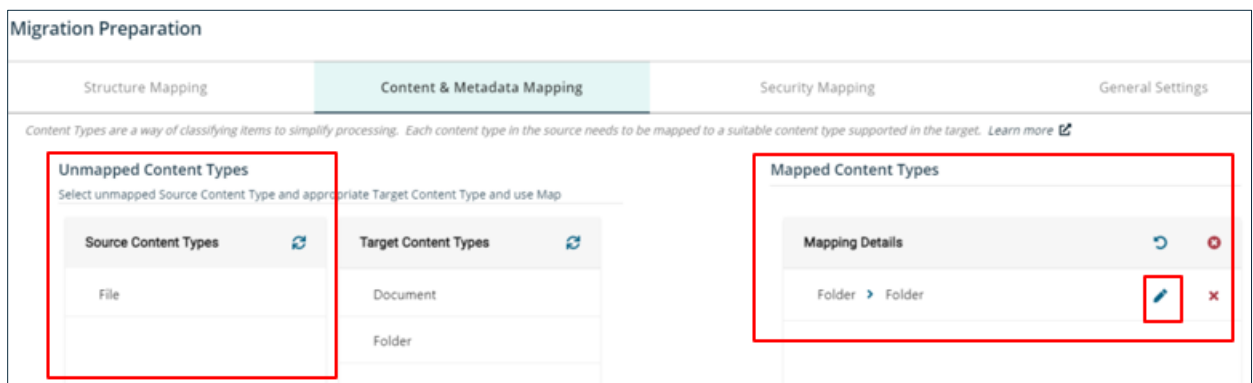 Migration Preparation
Structure Mapping
Content & Metadata Mapping
Security Mapping
General Settings
Content Types are a way of classifying items to simplify processing. Each content type in the source needs to be mapped to a suitable content type supported in the target. Learn more
Unmapped Content Types
Select unmapped Source Content Type and appropriate Target Content Type and use Map
Source Content Types
File
Target Content Types
Document
Folder
Mapped Content Types
Mapping Details
Folder > Folder